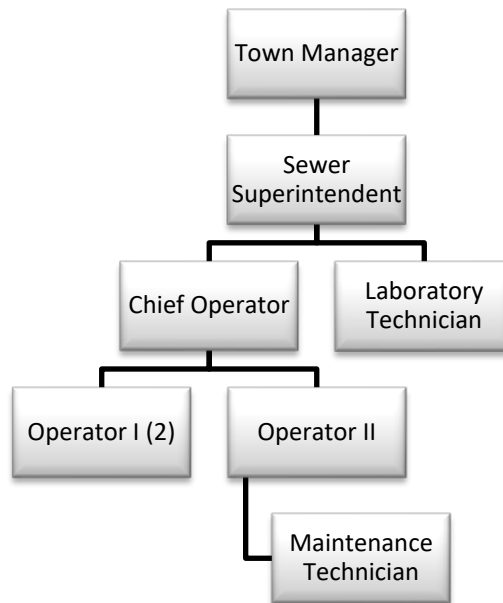 Town Manager
Sewer
Superintendent
Chief Operator
Laboratory
Technician
Operator I (2)
Operator II
Maintenance
Technician